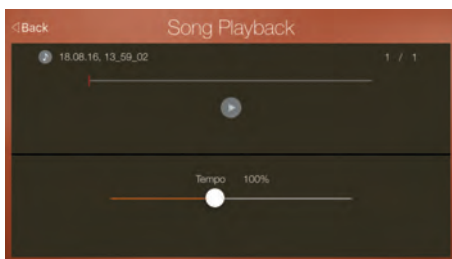 Back
Song Playback
18.08.16, 13_59_02
1 / 1
Tempo 100%